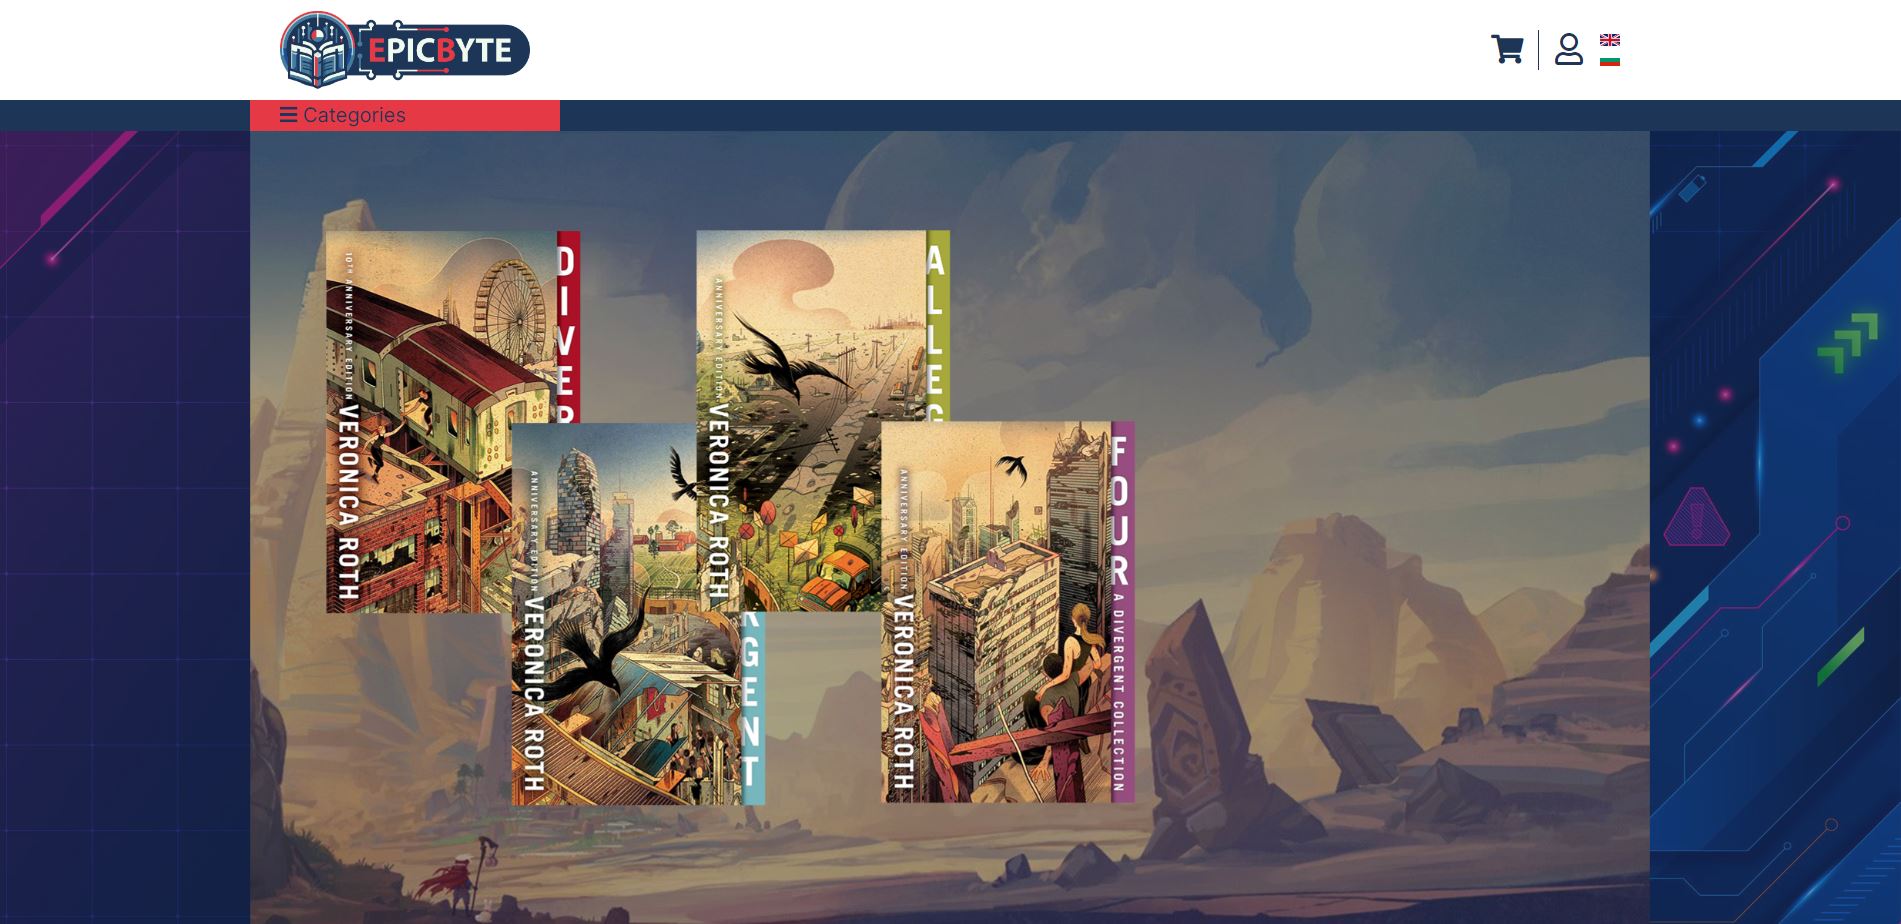 EPICBYTE
Categories
DIVER
10TH ANNIVERSARY EDITION
VERONICA ROTH
ALLEG
ANNIVERSARY EDITION
VERONICA ROTH
RGENT
ANNIVERSARY EDITION
VERONICA ROTH
FOUR A DIVERGENT COLLECTION
ANNIVERSARY EDITION
VERONICA ROTH